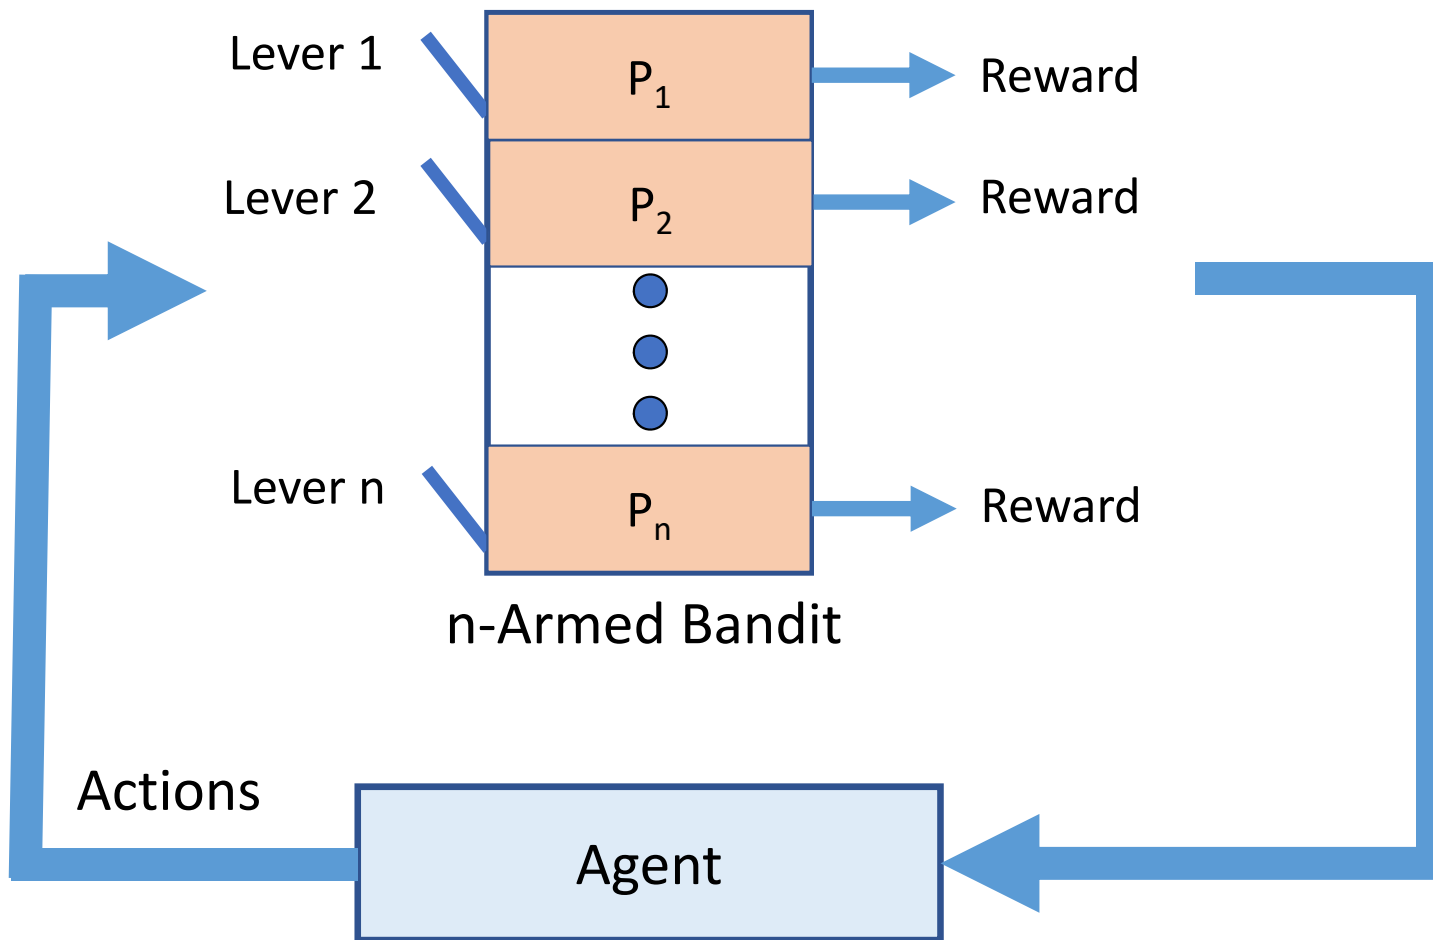 Lever 1
P1
Reward
Lever 2
P2
Reward
Lever n
Pn
Reward
n-Armed Bandit
Actions
Agent